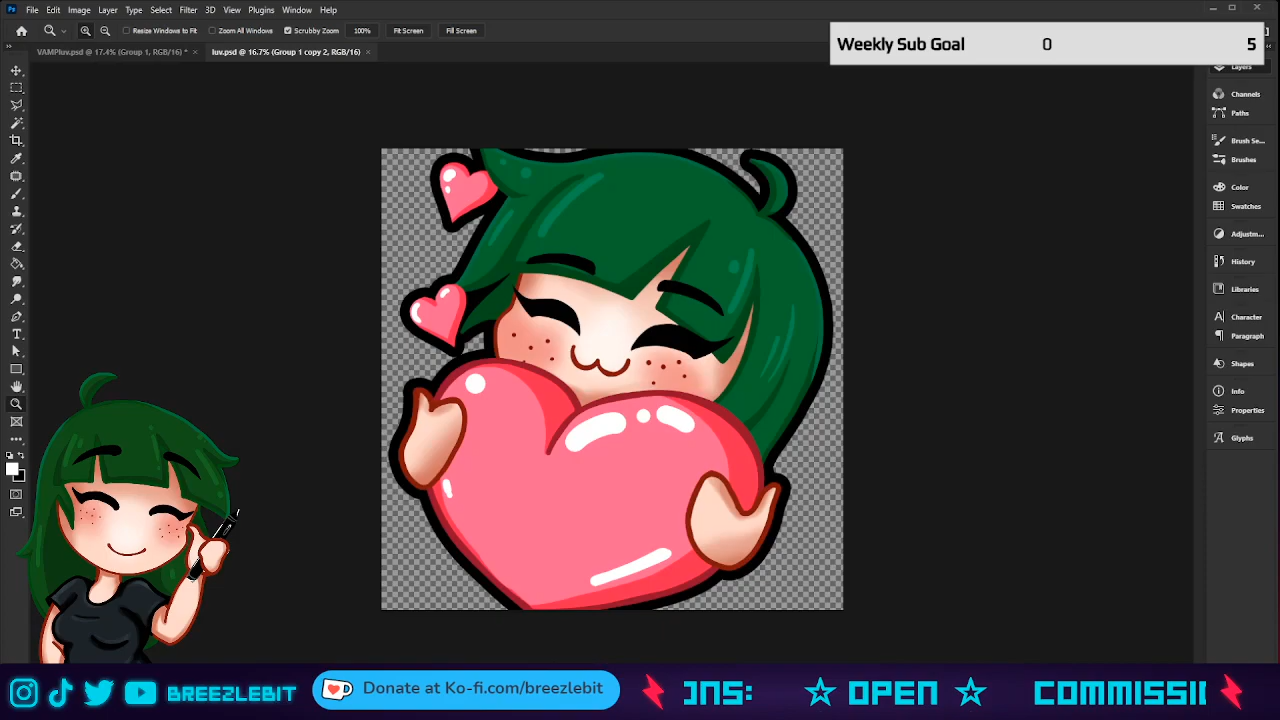 Ps File Edit Image Layer Type Select Filter 3D View Plugins Window Help
Resize Windows to Fit All Windows Scrubby Zoom 100% Fit Screen Fill Screen
Weekly Sub Goal 0 5
VAMPluv.psd @ 17.4% (Group 1, RGB/16) * × luv.psd @ 16.7% (Group 1 copy 2, RGB/16) ×
Layers
Channels
Paths
Brush Se...
Brushes
Color
Swatches
Adjustm...
History
Libraries
Character
Paragraph
Shapes
Info
Properties
Glyphs
BREEZLEBIT Donate at Ko-fi.com/breezlebit ONS: OPEN COMMISSI